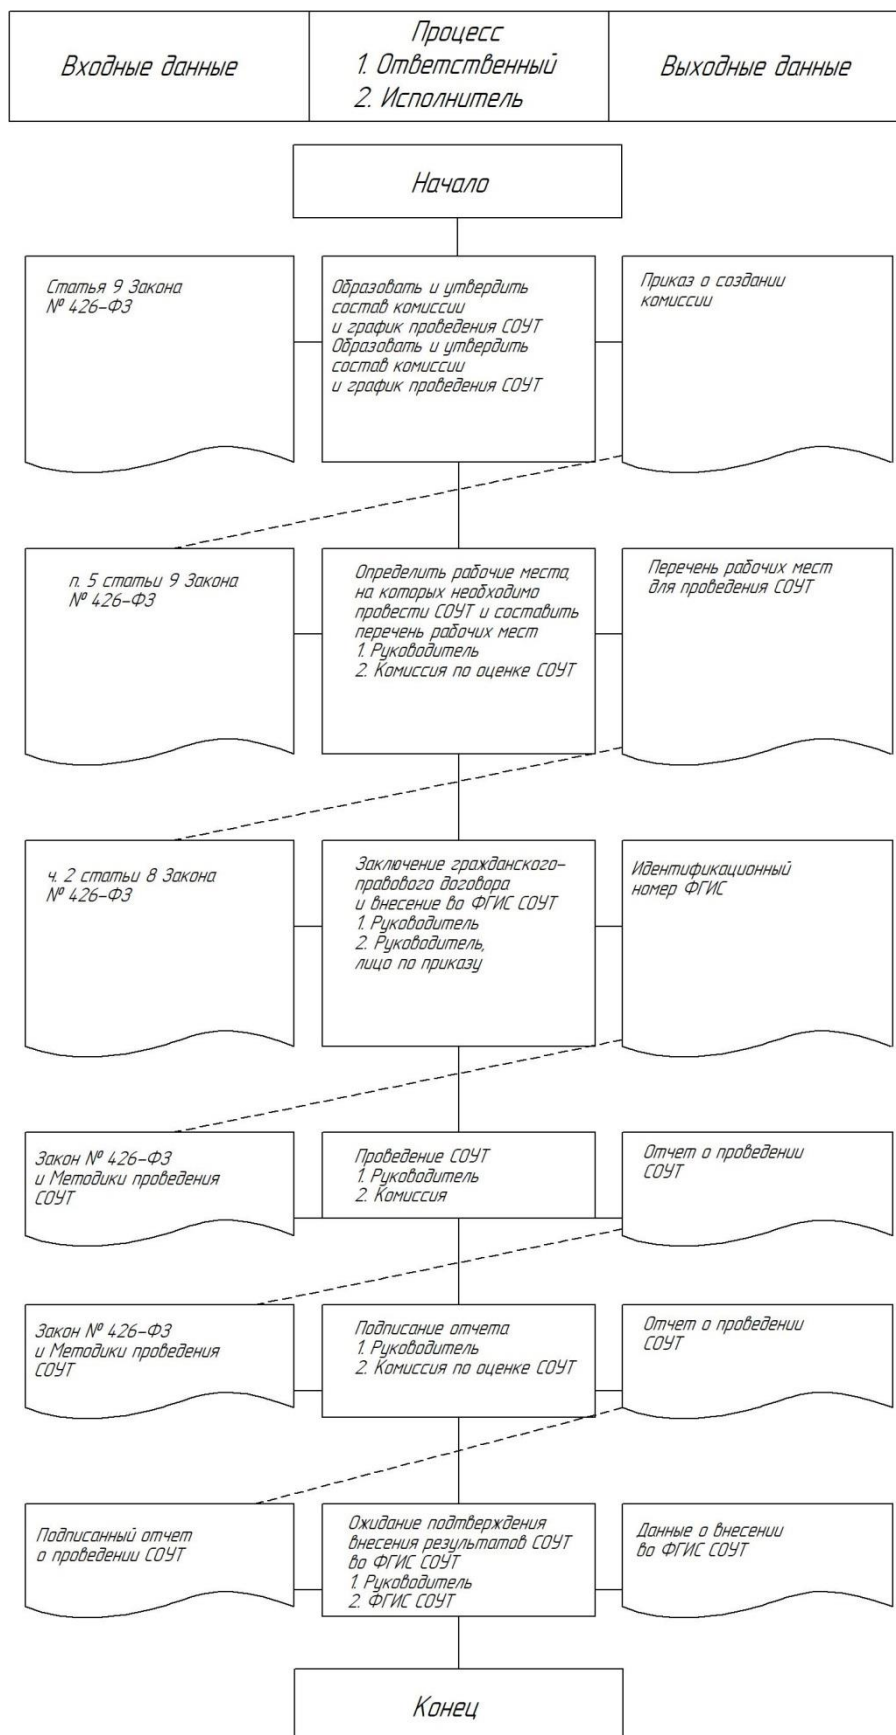 Входные данные
Процесс
1. Ответственный
2. Исполнитель
Выходные данные
Начало
Статья 9 Закона
№ 426-ФЗ
Образовать и утвердить
состав комиссии
и график проведения СОУТ
Образовать и утвердить
состав комиссии
и график проведения СОУТ
Приказ о создании
комиссии
п. 5 статьи 9 Закона
№ 426-ФЗ
Определить рабочие места,
на которых необходимо
провести СОУТ и составить
перечень рабочих мест
1. Руководитель
2. Комиссия по оценке СОУТ
Перечень рабочих мест
для проведения СОУТ
ч. 2 статьи 8 Закона
№ 426-ФЗ
Заключение гражданского-
правового договора
и внесение во ФГИС СОУТ
1. Руководитель
2. Руководитель,
лицо по приказу
Идентификационный
номер ФГИС
Закон № 426-ФЗ
и Методики проведения
СОУТ
Проведение СОУТ
1. Руководитель
2. Комиссия
Отчет о проведении
СОУТ
Закон № 426-ФЗ
и Методики проведения
СОУТ
Подписание отчета
1. Руководитель
2. Комиссия по оценке СОУТ
Отчет о проведении
СОУТ
Подписанный отчет
о проведении СОУТ
Ожидание подтверждения
внесения результатов СОУТ
во ФГИС СОУТ
1. Руководитель
2. ФГИС СОУТ
Данные о внесении
во ФГИС СОУТ
Конец